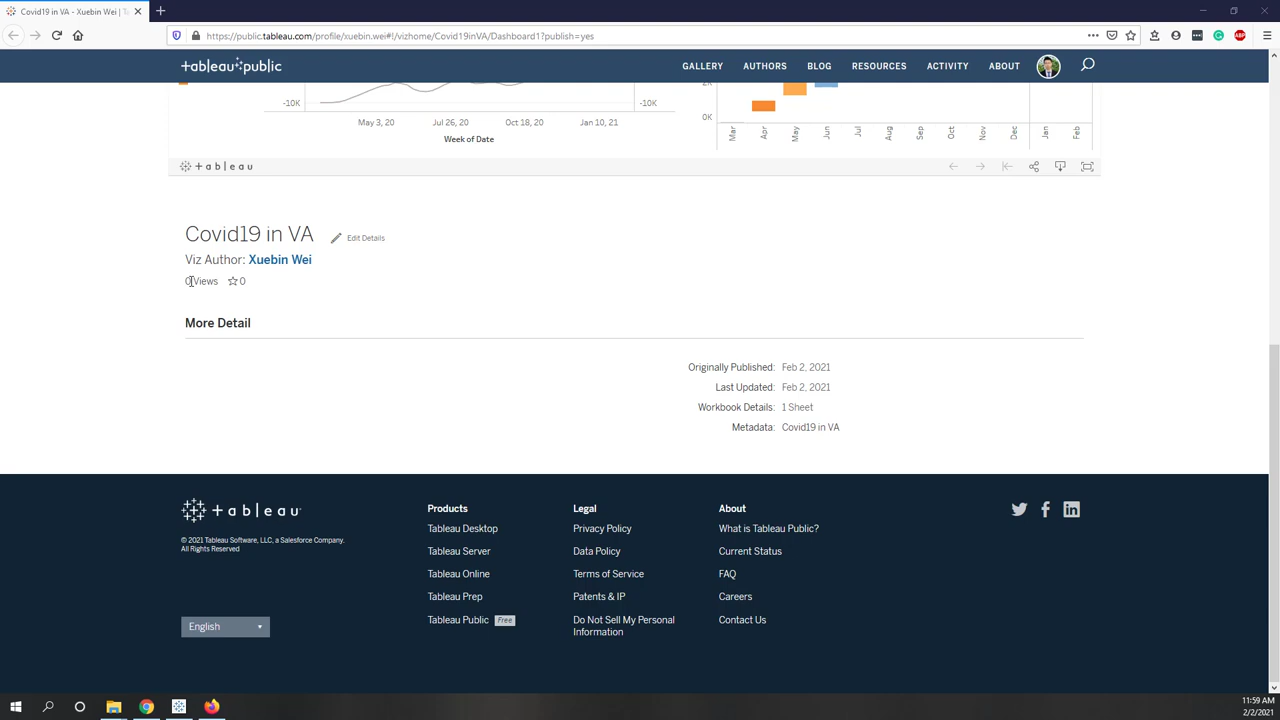 Covid19 in VA - Xuebin Wei |
https://public.tableau.com/profile/xuebin.wei#!/vizhome/Covid19inVA/Dashboard1?publish=yes
ABP
+tableau+public
GALLERY AUTHORS BLOG RESOURCES ACTIVITY ABOUT
-10K
-10K
May 3, 20 Jul 26, 20 Oct 18, 20 Jan 10, 21
Week of Date
0K
Mar Apr May Jun Jul Aug Sep Oct Nov Dec Jan Feb
+ableau
Covid19 in VA
Edit Details
Viz Author: Xuebin Wei
0 Views 0
More Detail
Originally Published: Feb 2, 2021
Last Updated: Feb 2, 2021
Workbook Details: 1 Sheet
Metadata: Covid19 in VA
+ableau
© 2021 Tableau Software, LLC, a Salesforce Company.
All Rights Reserved
English
Products
Tableau Desktop
Tableau Server
Tableau Online
Tableau Prep
Tableau Public Free
Legal
Privacy Policy
Data Policy
Terms of Service
Patents & IP
Do Not Sell My Personal
Information
About
What is Tableau Public?
Current Status
FAQ
Careers
Contact Us
11:59 AM
2/2/2021